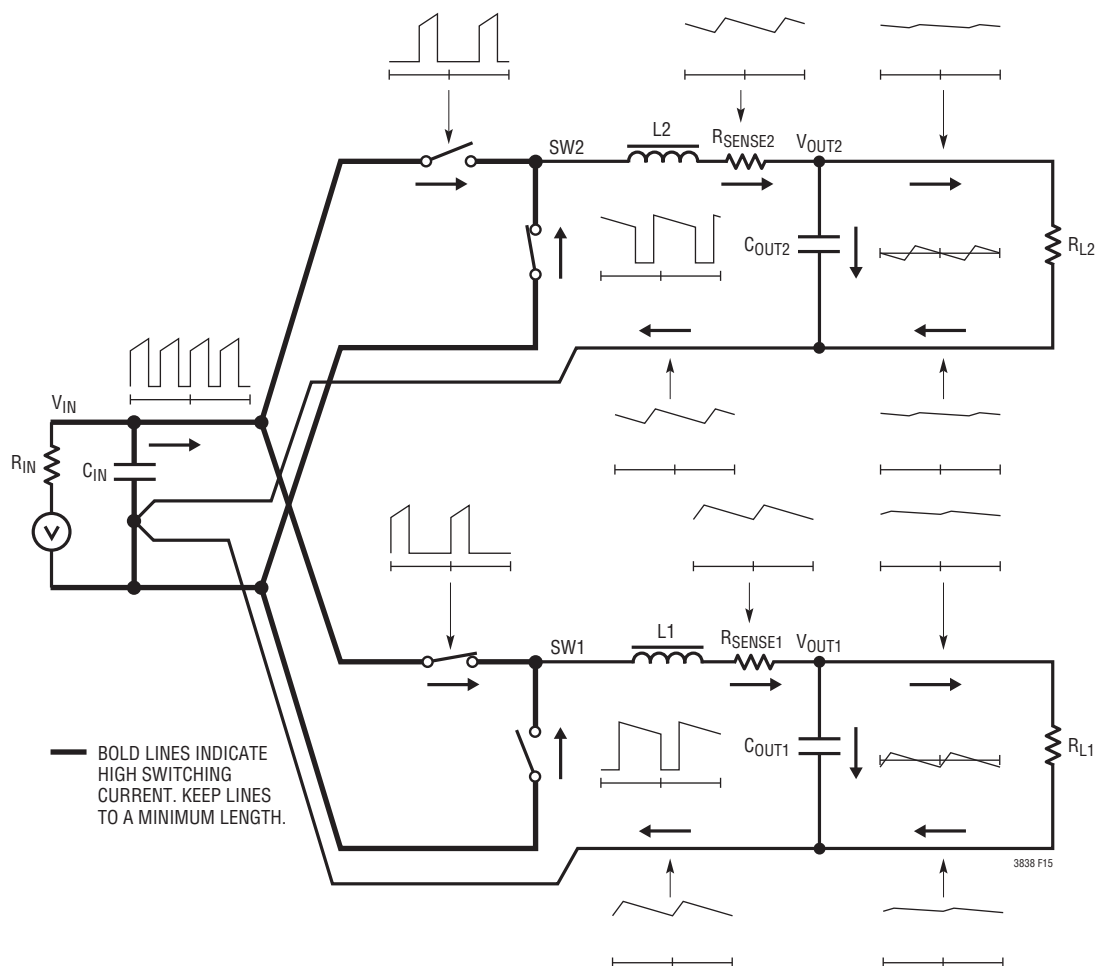 L2
RSENSE2
VOUT2
SW2
COUT2
RL2
VIN
RIN
CIN
V
L1
RSENSE1
VOUT1
SW1
COUT1
RL1
BOLD LINES INDICATE
HIGH SWITCHING
CURRENT. KEEP LINES
TO A MINIMUM LENGTH.
3838 F15